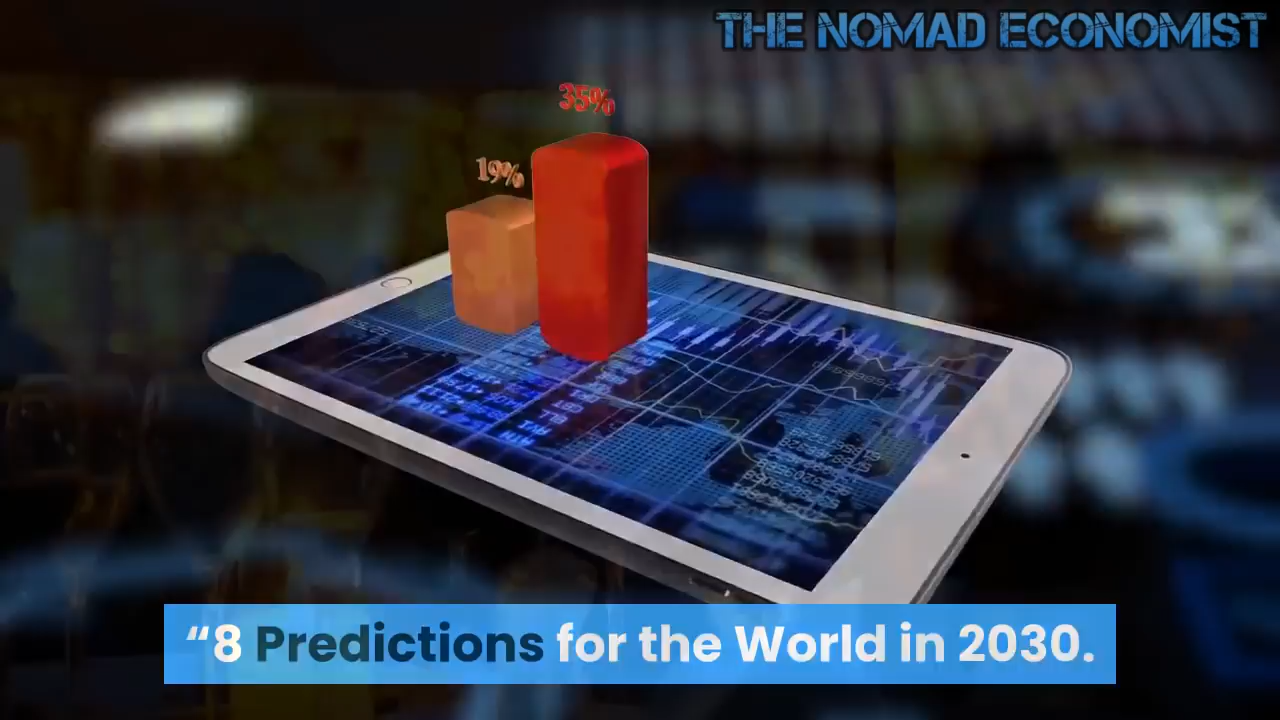 THE NOMAD ECONOMIST
35%
19%
“8 Predictions for the World in 2030.